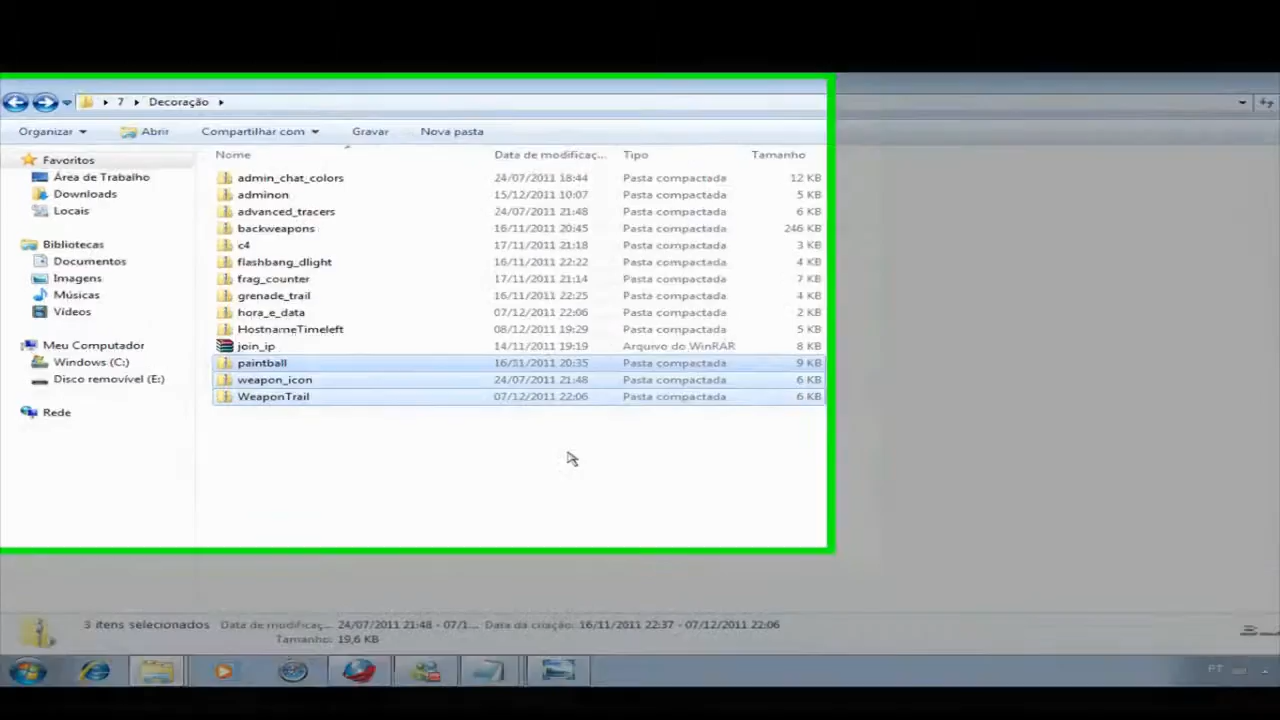 7 Decoração
Organizar Abrir Compartilhar com Gravar Nova pasta
Nome Data de modificaç... Tipo Tamanho
Favoritos
Área de Trabalho
Downloads
Locais
Bibliotecas
Documentos
Imagens
Músicas
Vídeos
Meu Computador
Windows (C:)
Disco removível (E:)
Rede
admin_chat_colors 24/07/2011 18:44 Pasta compactada 12 KB
adminon 15/12/2011 10:07 Pasta compactada 5 KB
advanced_tracers 24/07/2011 21:48 Pasta compactada 6 KB
backweapons 16/11/2011 20:45 Pasta compactada 246 KB
c4 17/11/2011 21:18 Pasta compactada 3 KB
flashbang_dlight 16/11/2011 22:22 Pasta compactada 4 KB
frag_counter 17/11/2011 21:14 Pasta compactada 7 KB
grenade_trail 16/11/2011 22:25 Pasta compactada 4 KB
hora_e_data 07/12/2011 22:06 Pasta compactada 2 KB
HostnameTimeleft 08/12/2011 19:29 Pasta compactada 5 KB
join_ip 14/11/2011 19:19 Arquivo do WinRAR 8 KB
paintball 16/11/2011 20:35 Pasta compactada 9 KB
weapon_icon 24/07/2011 21:48 Pasta compactada 6 KB
WeaponTrail 07/12/2011 22:06 Pasta compactada 6 KB
3 itens selecionados Data de modificaç... 24/07/2011 21:48 - 07/1... Data da criação: 16/11/2011 22:37 - 07/12/2011 22:06
Tamanho: 19,6 KB
PT